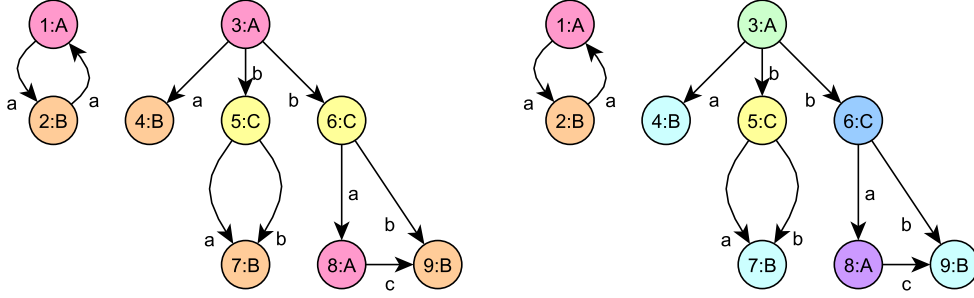 1:A 3:A 1:A 3:A
b b
a a a b a a a b
2:B 4:B 5:C 6:C 2:B 4:B 5:C 6:C
a a
b b
a b a b
7:B 8:A 9:B 7:B 8:A 9:B
c c